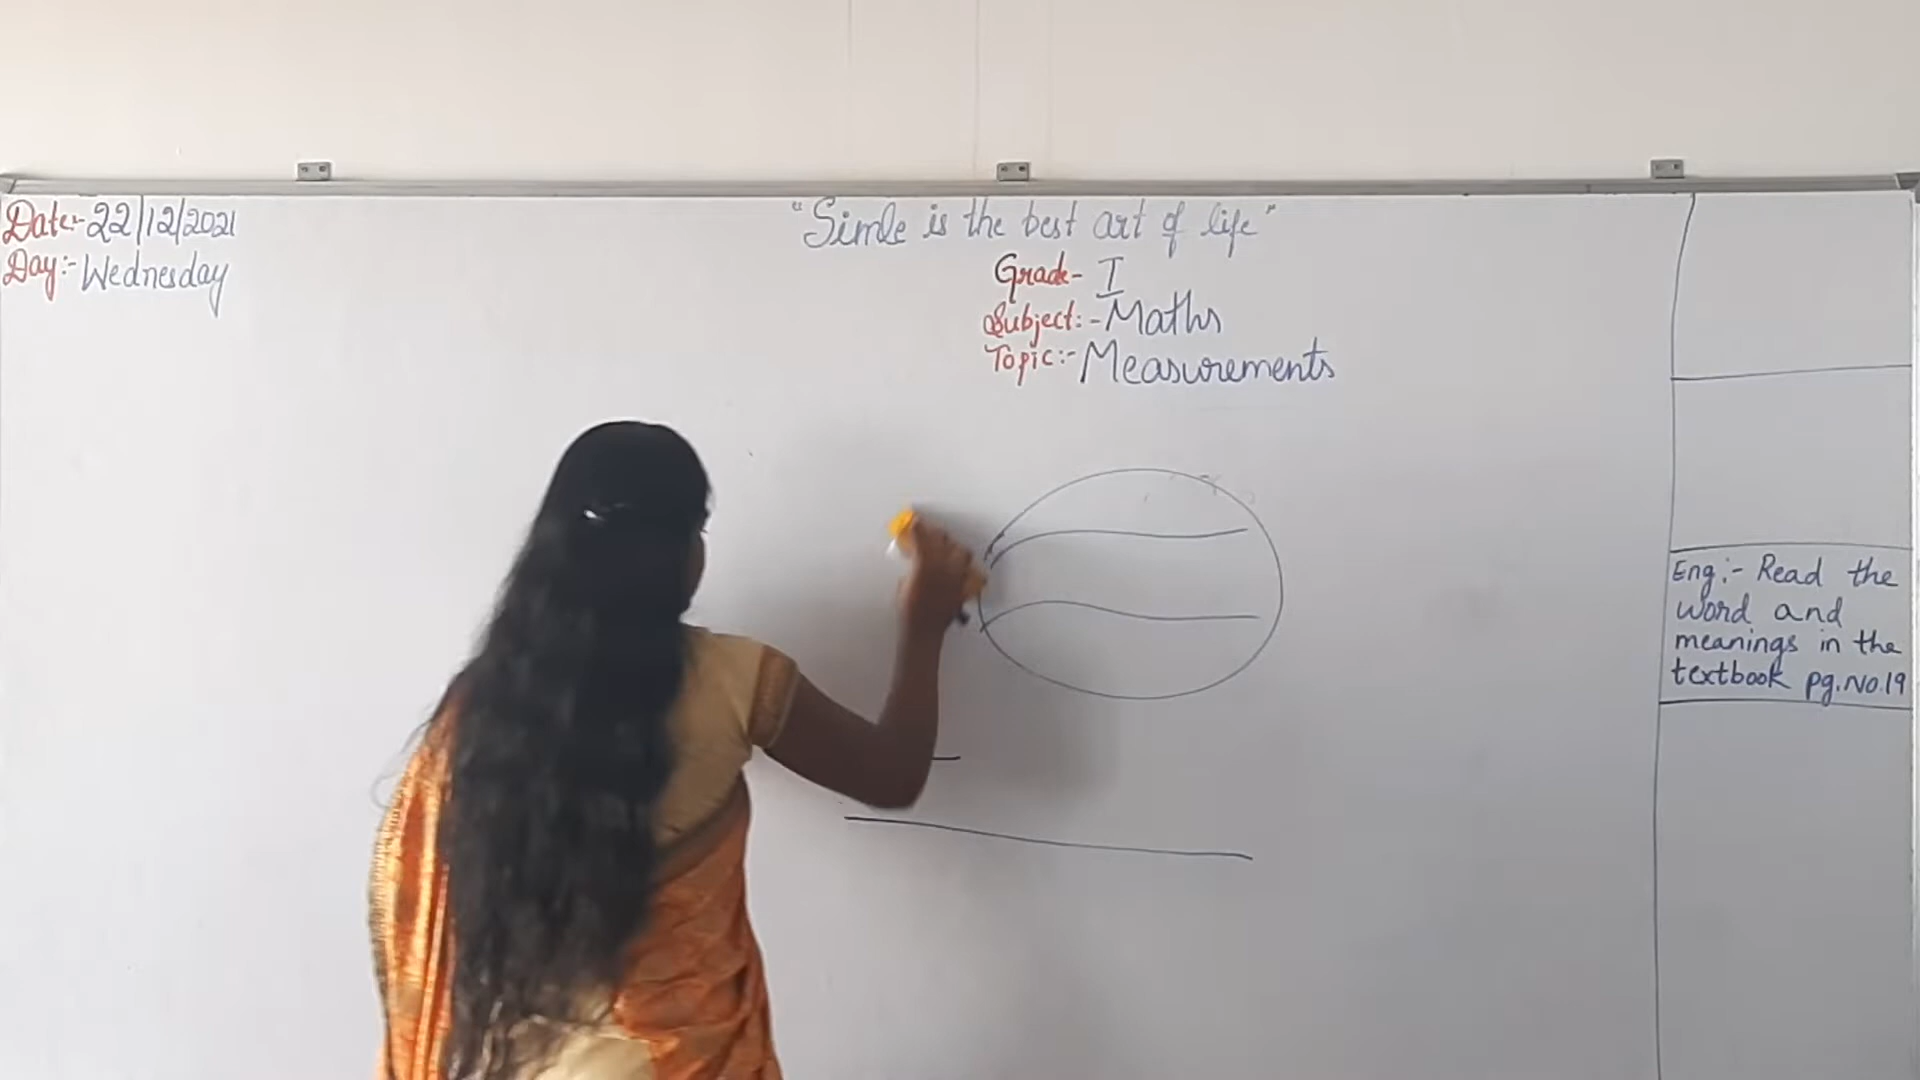 Date:- 22/12/2021
Day:- Wednesday
"Simle is the best art of life"
Grade- I
Subject:- Maths
Topic:- Measurements
Eng:- Read the
word and
meanings in the
textbook pg.No.19